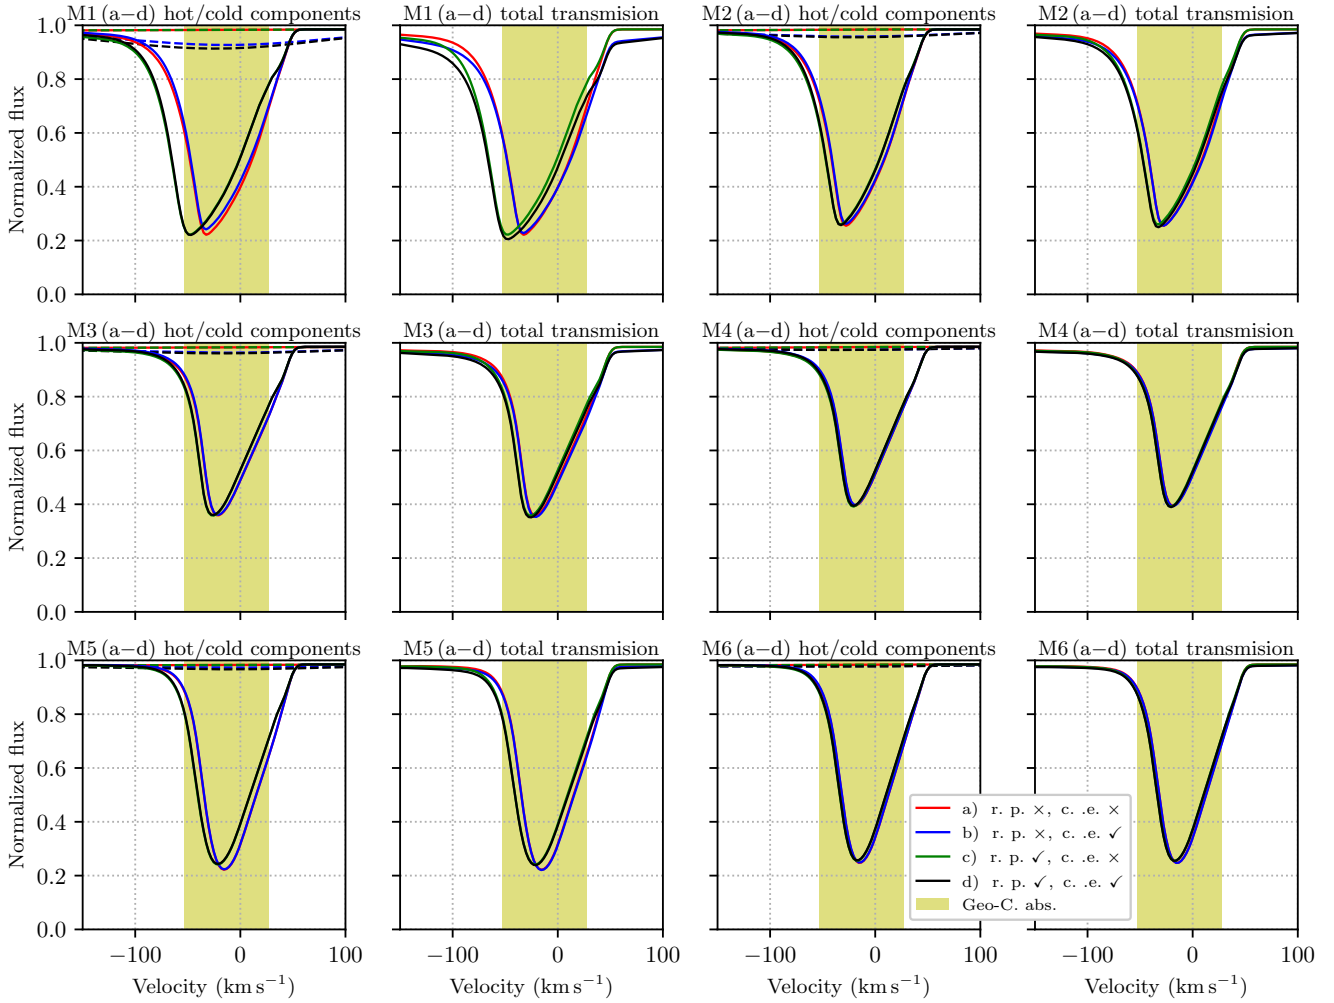 M1 (a−d) hot/cold components
M1 (a−d) total transmision
M2 (a−d) hot/cold components
M2 (a−d) total transmision
1.0
0.8
0.6
0.4
0.2
0.0
Normalized flux
M3 (a−d) hot/cold components
M3 (a−d) total transmision
M4 (a−d) hot/cold components
M4 (a−d) total transmision
1.0
0.8
0.6
0.4
0.2
0.0
Normalized flux
M5 (a−d) hot/cold components
M5 (a−d) total transmision
M6 (a−d) hot/cold components
M6 (a−d) total transmision
1.0
0.8
0.6
0.4
0.2
0.0
Normalized flux
a) r. p. ×, c. .e. ×
b) r. p. ×, c. .e. ✓
c) r. p. ✓, c. .e. ×
d) r. p. ✓, c. .e. ✓
Geo-C. abs.
−100 0 100
−100 0 100
−100 0 100
−100 0 100
Velocity (km s⁻¹)
Velocity (km s⁻¹)
Velocity (km s⁻¹)
Velocity (km s⁻¹)